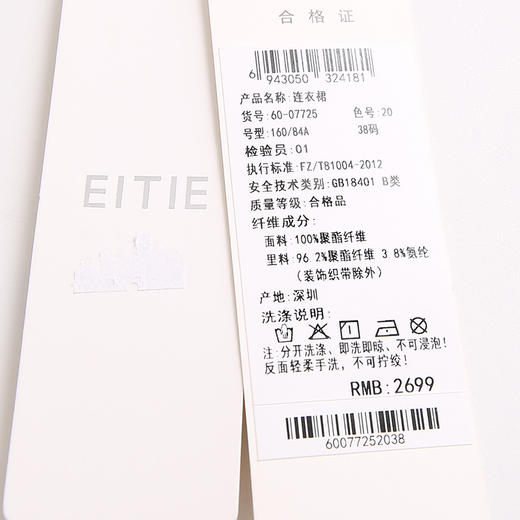 EITIE
合格证
6 943050 324181
产品名称:连衣裙
货号:60-07725 色号:20
号型:160/84A 38码
检验员:01
执行标准:FZ/T81004-2012
安全技术类别:GB18401 B类
质量等级:合格品
纤维成分:
面料:100%聚酯纤维
里料:96.2%聚酯纤维 3.8%氨纶
(装饰织带除外)
产地:深圳
洗涤说明:
注:分开洗涤、即洗即晾、不可浸泡!
反面轻柔手洗,不可拧绞!
RMB:2699
60077252038